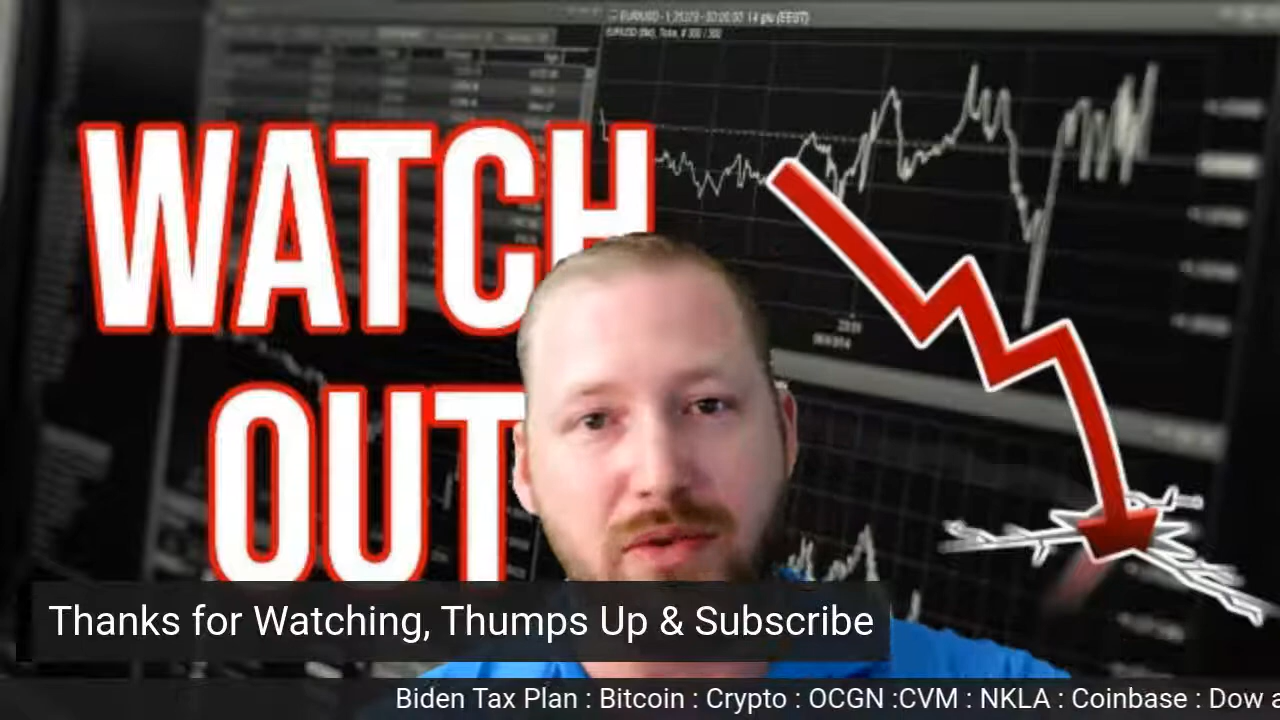 WATCH
OUT
Thanks for Watching, Thumps Up & Subscribe
Biden Tax Plan : Bitcoin : Crypto : OCGN :CVM : NKLA : Coinbase : Dow a